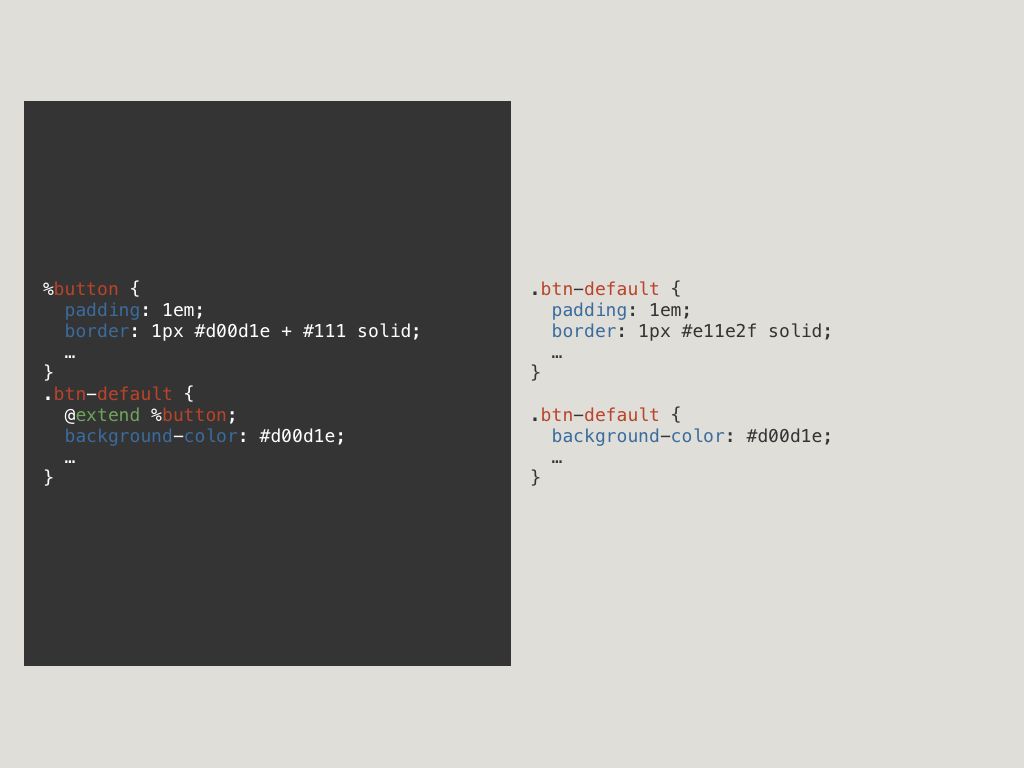 %button {
  padding: 1em;
  border: 1px #d00d1e + #111 solid;
  …
}
.btn-default {
  @extend %button;
  background-color: #d00d1e;
  …
}
.btn-default {
  padding: 1em;
  border: 1px #e11e2f solid;
  …
}
.btn-default {
  background-color: #d00d1e;
  …
}